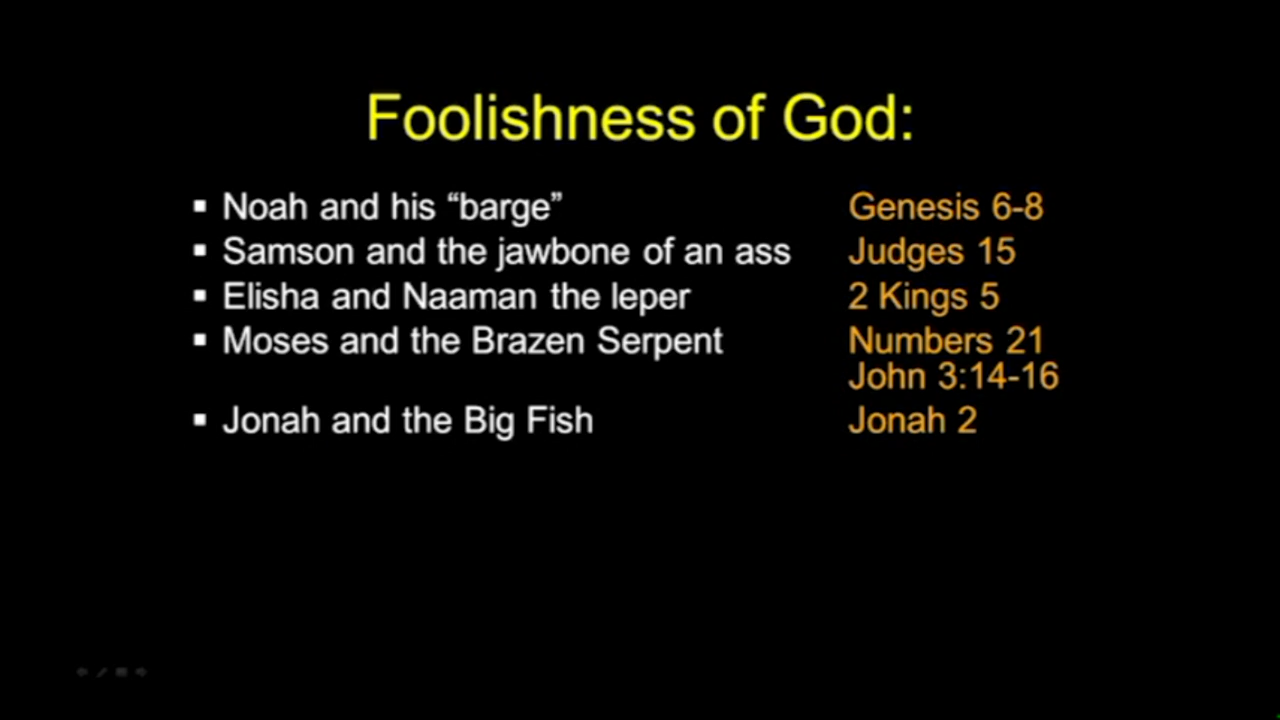 Foolishness of God:
▪ Noah and his “barge” Genesis 6-8
▪ Samson and the jawbone of an ass Judges 15
▪ Elisha and Naaman the leper 2 Kings 5
▪ Moses and the Brazen Serpent Numbers 21
John 3:14-16
▪ Jonah and the Big Fish Jonah 2